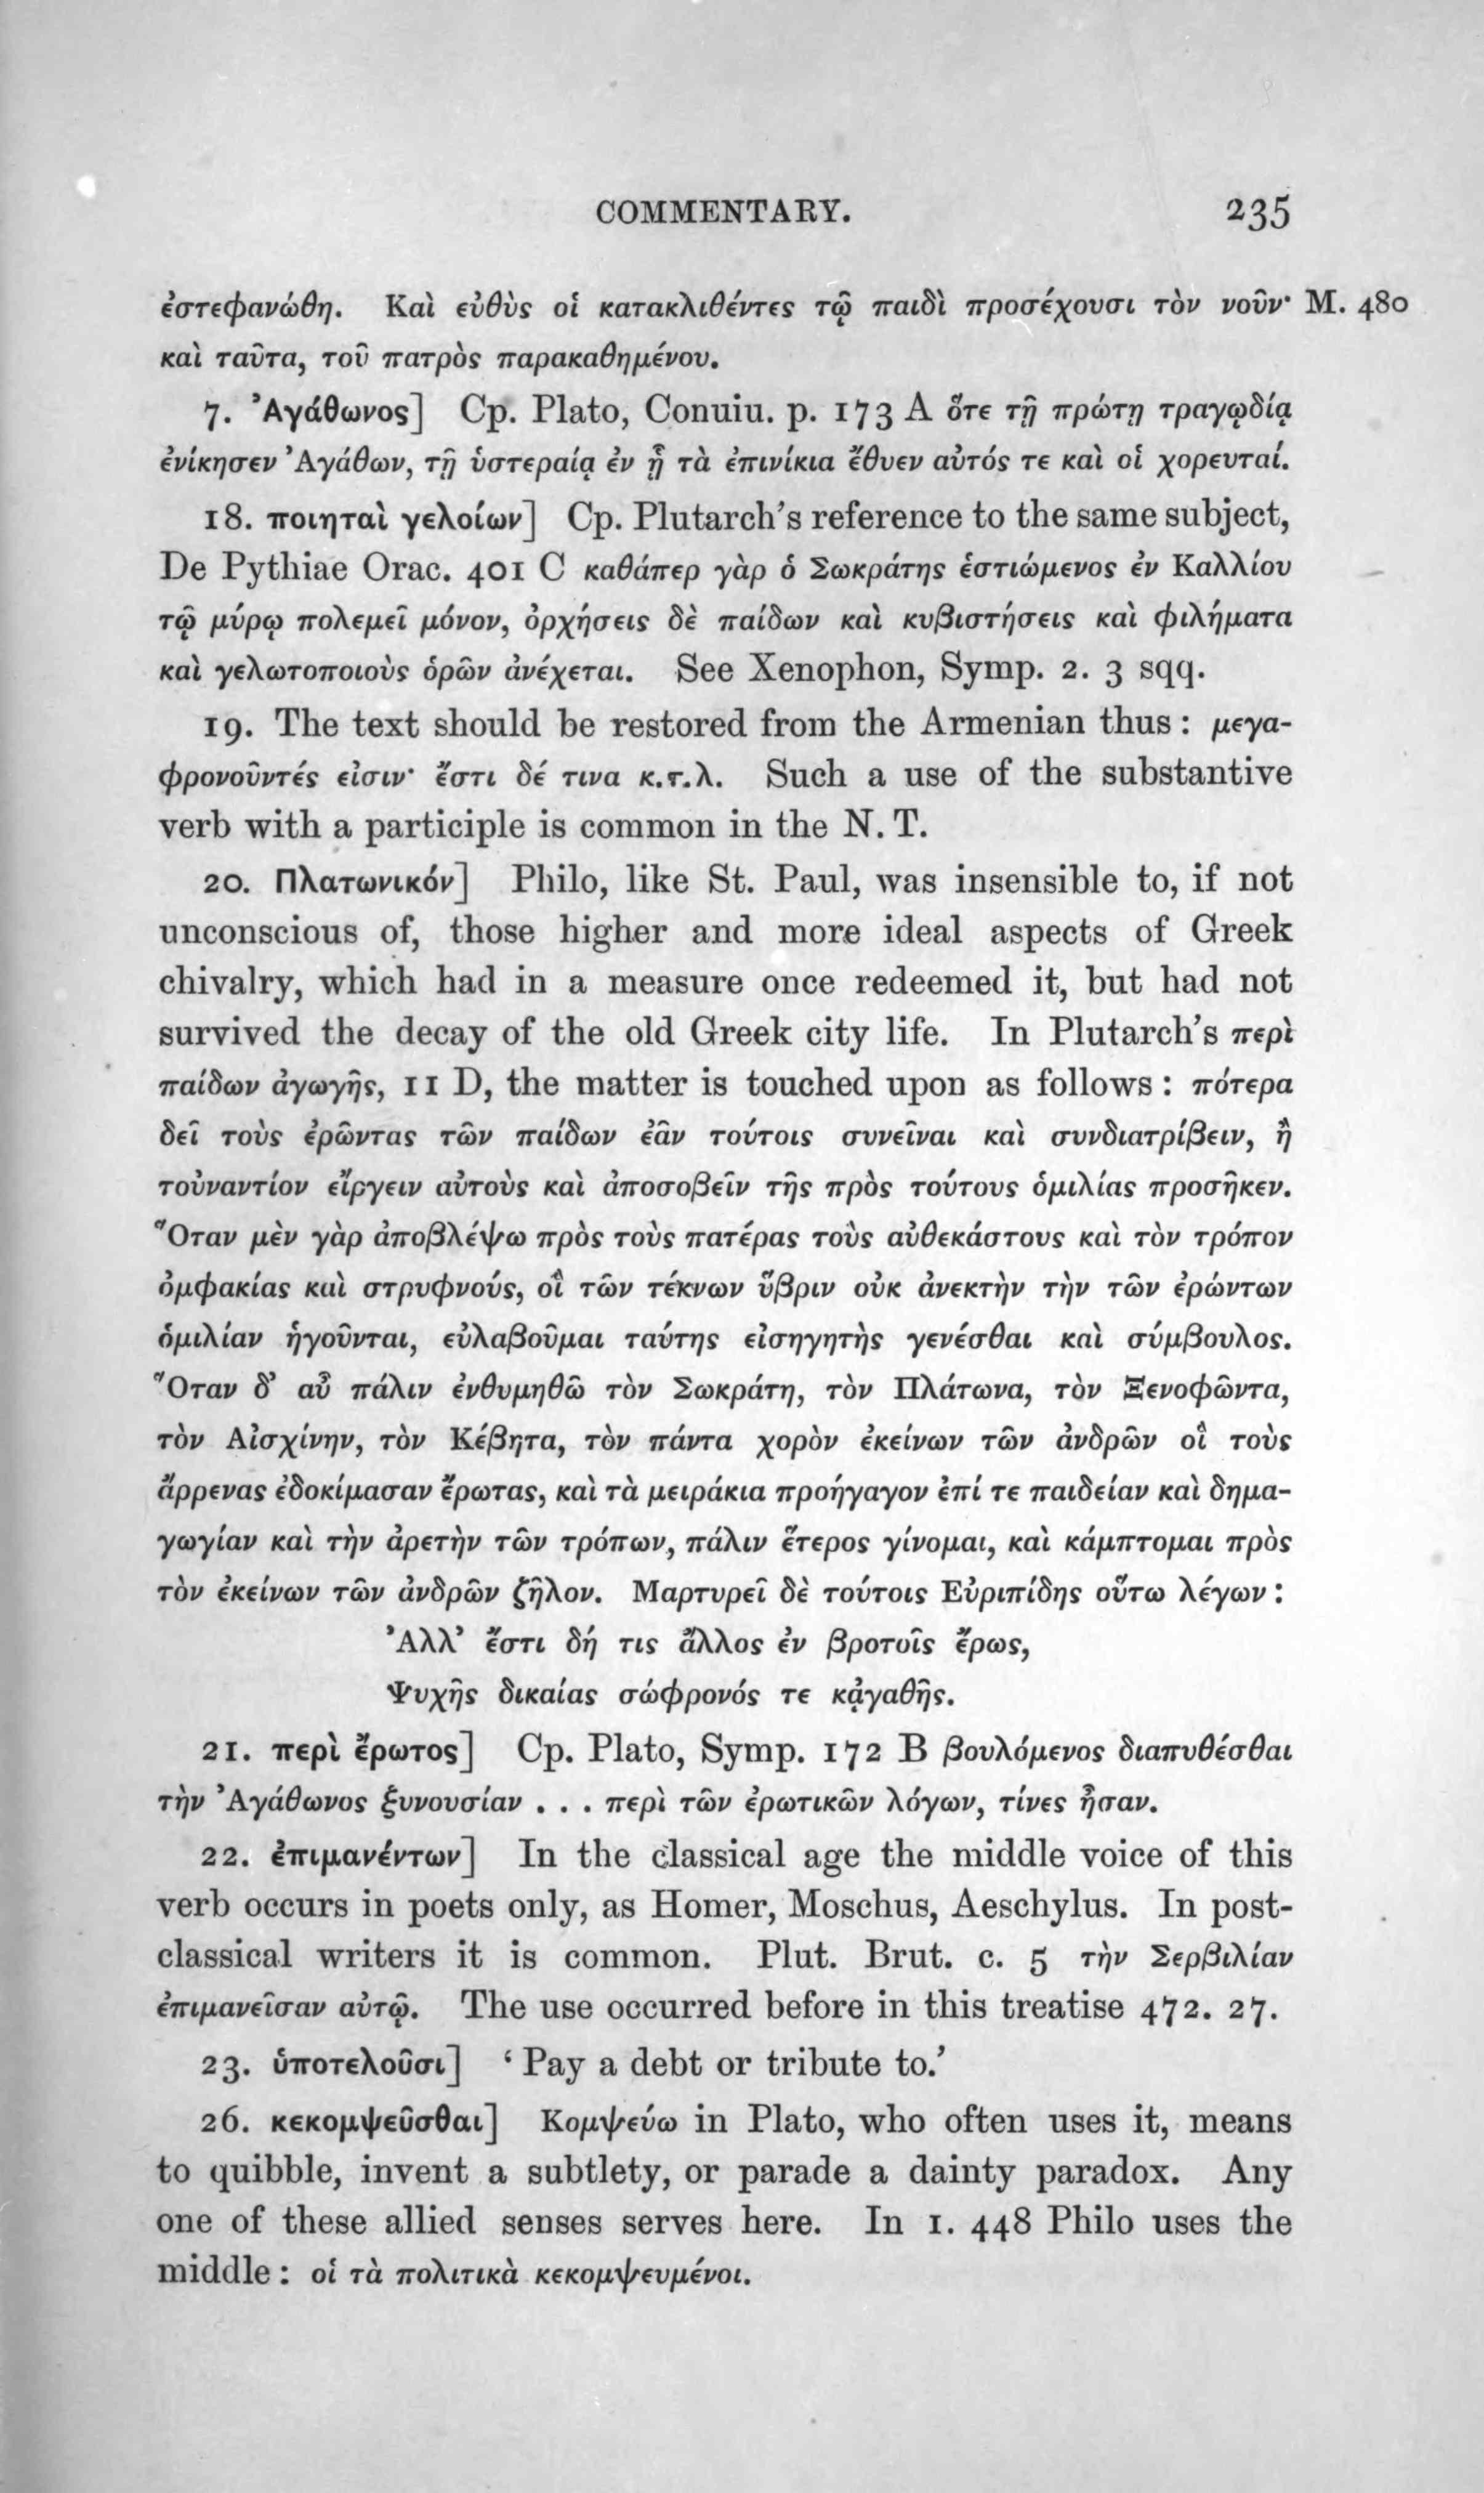 COMMENTARY. 235
ἐστεφανώθη. Καὶ εὐθὺς οἱ κατακλιθέντες τῷ παιδὶ προσέχουσι τὸν νοῦν· M. 480
καὶ ταῦτα, τοῦ πατρὸς παρακαθημένου.
7. Ἀγάθωνος] Cp. Plato, Conuiu. p. 173 A ὅτε τῇ πρώτῃ τραγῳδίᾳ
ἐνίκησεν Ἀγάθων, τῇ ὑστεραίᾳ ἐν ᾗ τὰ ἐπινίκια ἔθυεν αὐτός τε καὶ οἱ χορευταί.
18. ποιηταὶ γελοίων] Cp. Plutarch's reference to the same subject,
De Pythiae Orac. 401 C καθάπερ γὰρ ὁ Σωκράτης ἑστιώμενος ἐν Καλλίου
τῷ μύρῳ πολεμεῖ μόνον, ὀρχήσεις δὲ παίδων καὶ κυβιστήσεις καὶ φιλήματα
καὶ γελωτοποιοὺς ὁρῶν ἀνέχεται. See Xenophon, Symp. 2. 3 sqq.
19. The text should be restored from the Armenian thus: μεγα-
φρονοῦντές εἰσιν· ἔστι δέ τινα κ.τ.λ. Such a use of the substantive
verb with a participle is common in the N. T.
20. Πλατωνικόν] Philo, like St. Paul, was insensible to, if not
unconscious of, those higher and more ideal aspects of Greek
chivalry, which had in a measure once redeemed it, but had not
survived the decay of the old Greek city life. In Plutarch's περὶ
παίδων ἀγωγῆς, 11 D, the matter is touched upon as follows: πότερα
δεῖ τοὺς ἐρῶντας τῶν παίδων ἐᾶν τούτοις συνεῖναι καὶ συνδιατρίβειν, ἢ
τοὐναντίον εἴργειν αὐτοὺς καὶ ἀποσοβεῖν τῆς πρὸς τούτους ὁμιλίας προσῆκεν.
Ὅταν μὲν γὰρ ἀποβλέψω πρὸς τοὺς πατέρας τοὺς αὐθεκάστους καὶ τὸν τρόπον
ὀμφακίας καὶ στρυφνούς, οἳ τῶν τέκνων ὕβριν οὐκ ἀνεκτὴν τὴν τῶν ἐρώντων
ὁμιλίαν ἡγοῦνται, εὐλαβοῦμαι ταύτης εἰσηγητὴς γενέσθαι καὶ σύμβουλος.
Ὅταν δ' αὖ πάλιν ἐνθυμηθῶ τὸν Σωκράτη, τὸν Πλάτωνα, τὸν Ξενοφῶντα,
τὸν Αἰσχίνην, τὸν Κέβητα, τὸν πάντα χορὸν ἐκείνων τῶν ἀνδρῶν οἳ τοὺς
ἄρρενας ἐδοκίμασαν ἔρωτας, καὶ τὰ μειράκια προήγαγον ἐπί τε παιδείαν καὶ δημα-
γωγίαν καὶ τὴν ἀρετὴν τῶν τρόπων, πάλιν ἕτερος γίνομαι, καὶ κάμπτομαι πρὸς
τὸν ἐκείνων τῶν ἀνδρῶν ζῆλον. Μαρτυρεῖ δὲ τούτοις Εὐριπίδης οὕτω λέγων:
Ἀλλ' ἔστι δή τις ἄλλος ἐν βροτοῖς ἔρως,
Ψυχῆς δικαίας σώφρονός τε κᾀγαθῆς.
21. περὶ ἔρωτος] Cp. Plato, Symp. 172 B βουλόμενος διαπυθέσθαι
τὴν Ἀγάθωνος ξυνουσίαν . . . περὶ τῶν ἐρωτικῶν λόγων, τίνες ἦσαν.
22. ἐπιμανέντων] In the classical age the middle voice of this
verb occurs in poets only, as Homer, Moschus, Aeschylus. In post-
classical writers it is common. Plut. Brut. c. 5 τὴν Σερβιλίαν
ἐπιμανεῖσαν αὐτῷ. The use occurred before in this treatise 472. 27.
23. ὑποτελοῦσι] 'Pay a debt or tribute to.'
26. κεκομψεῦσθαι] Κομψεύω in Plato, who often uses it, means
to quibble, invent a subtlety, or parade a dainty paradox. Any
one of these allied senses serves here. In 1. 448 Philo uses the
middle: οἱ τὰ πολιτικὰ κεκομψευμένοι.